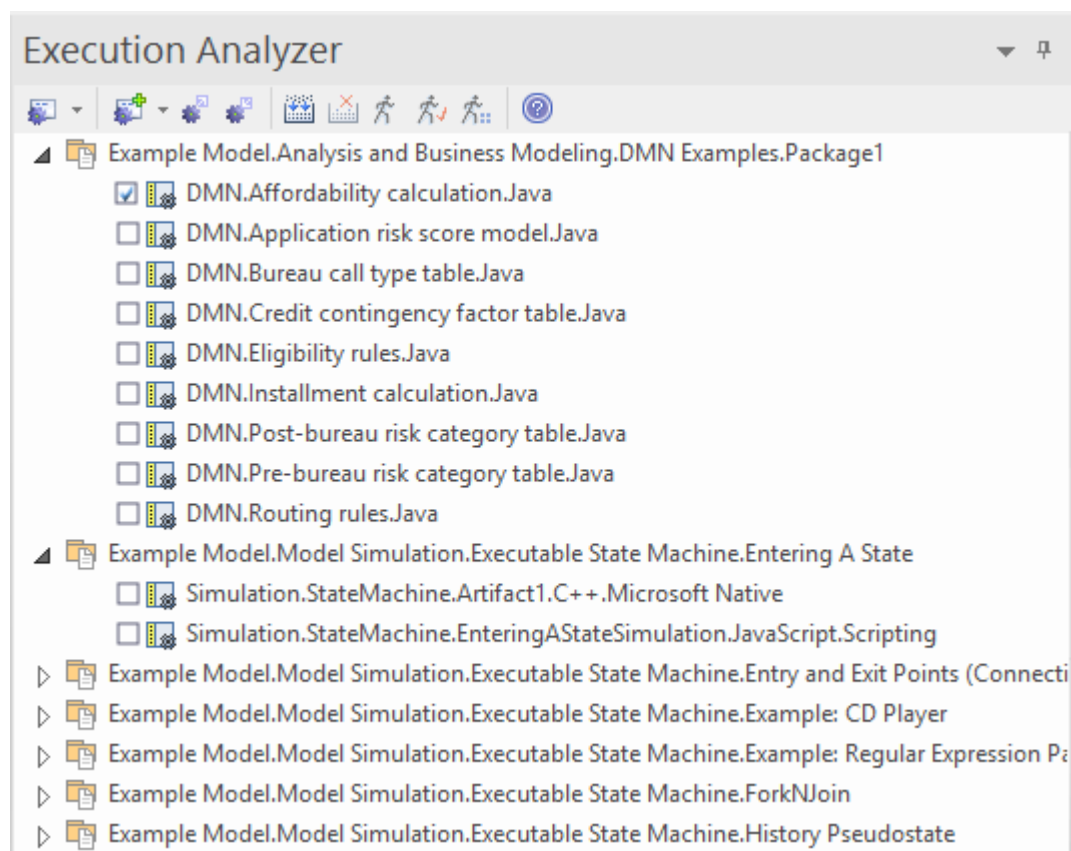 Execution Analyzer
Example Model.Analysis and Business Modeling.DMN Examples.Package1
DMN.Affordability calculation.Java
DMN.Application risk score model.Java
DMN.Bureau call type table.Java
DMN.Credit contingency factor table.Java
DMN.Eligibility rules.Java
DMN.Installment calculation.Java
DMN.Post-bureau risk category table.Java
DMN.Pre-bureau risk category table.Java
DMN.Routing rules.Java
Example Model.Model Simulation.Executable State Machine.Entering A State
Simulation.StateMachine.Artifact1.C++.Microsoft Native
Simulation.StateMachine.EnteringAStateSimulation.JavaScript.Scripting
Example Model.Model Simulation.Executable State Machine.Entry and Exit Points (Connecti
Example Model.Model Simulation.Executable State Machine.Example: CD Player
Example Model.Model Simulation.Executable State Machine.Example: Regular Expression Pa
Example Model.Model Simulation.Executable State Machine.ForkNJoin
Example Model.Model Simulation.Executable State Machine.History Pseudostate